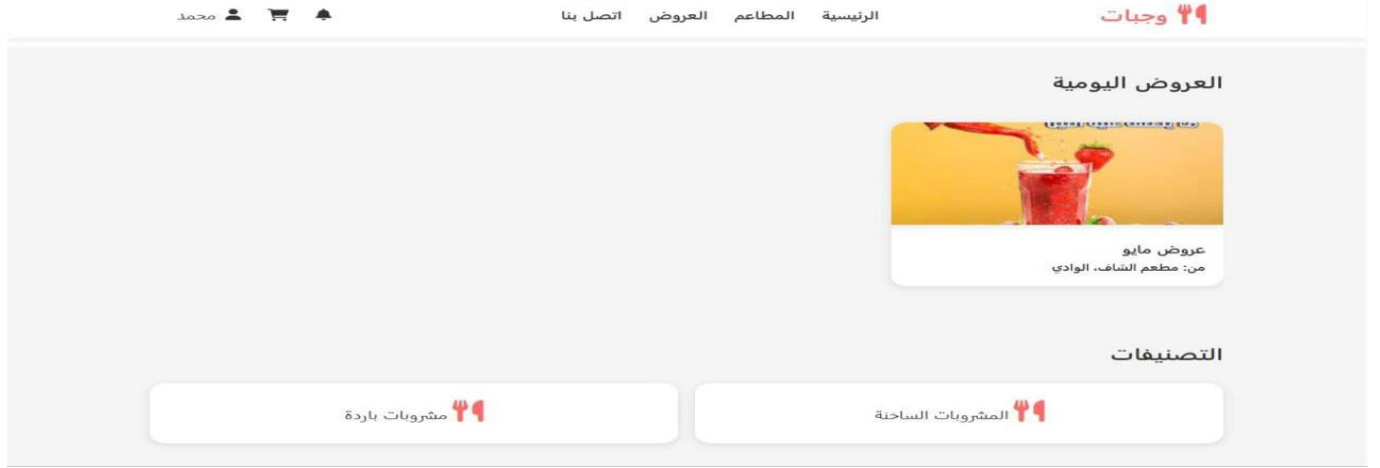 وجبات
الرئيسية المطاعم العروض اتصل بنا
محمد
العروض اليومية
عروض مايو
من: مطعم الشاف، الوادي
التصنيفات
المشروبات الساخنة
مشروبات باردة